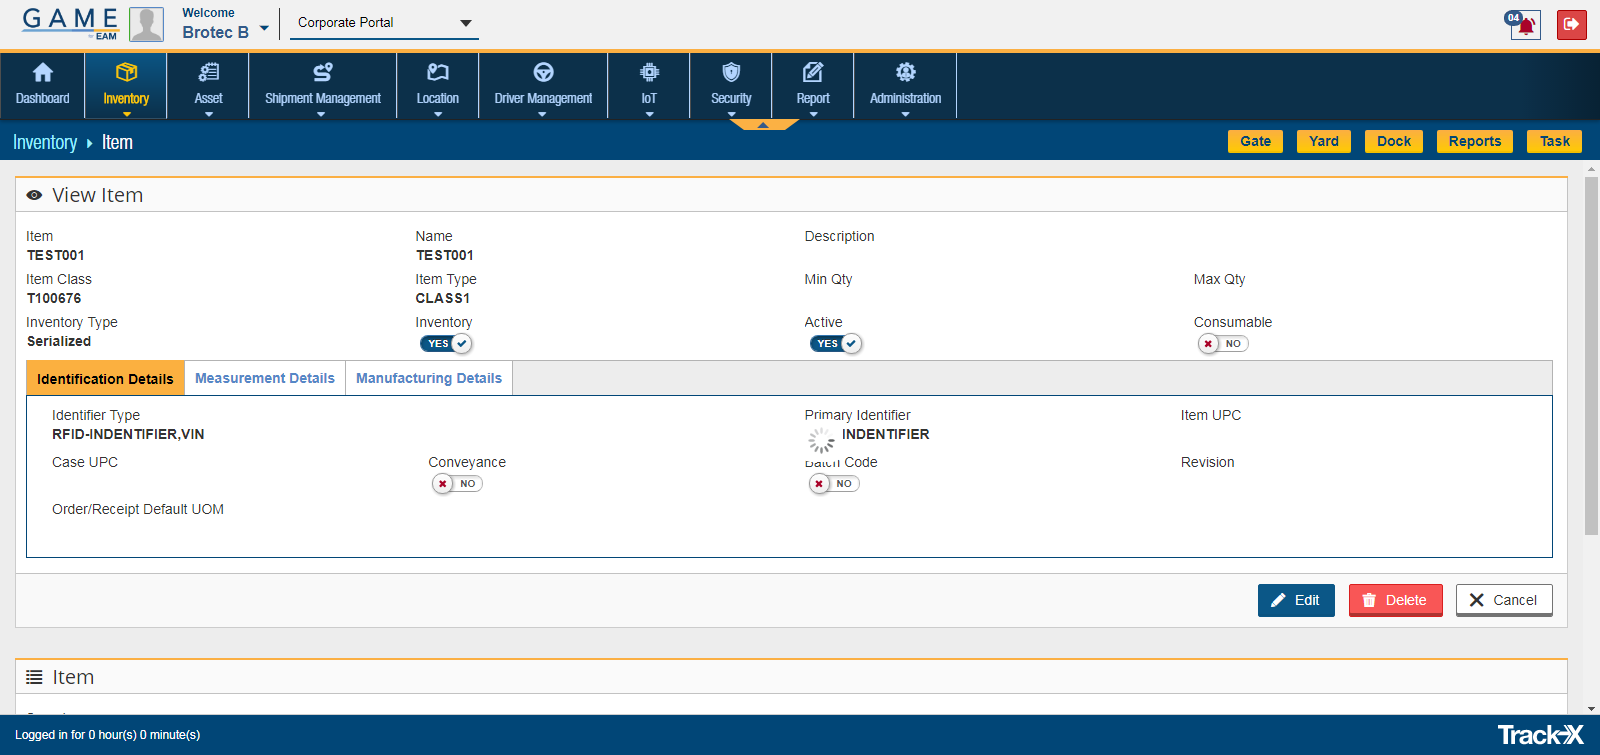 GAME
EAM
Welcome
Brotec B
Corporate Portal
04
Dashboard
Inventory
Asset
Shipment Management
Location
Driver Management
IoT
Security
Report
Administration
Inventory Item
Gate
Yard
Dock
Reports
Task
View Item
Item
Name
Description
TEST001
TEST001
Item Class
Item Type
Min Qty
Max Qty
T100676
CLASS1
Inventory Type
Inventory
Active
Consumable
Serialized
YES
YES
NO
Identification Details
Measurement Details
Manufacturing Details
Identifier Type
Primary Identifier
Item UPC
RFID-INDENTIFIER,VIN
INDENTIFIER
Case UPC
Conveyance
Batch Code
Revision
NO
NO
Order/Receipt Default UOM
Edit
Delete
Cancel
Item
Logged in for 0 hour(s) 0 minute(s)
Track-X